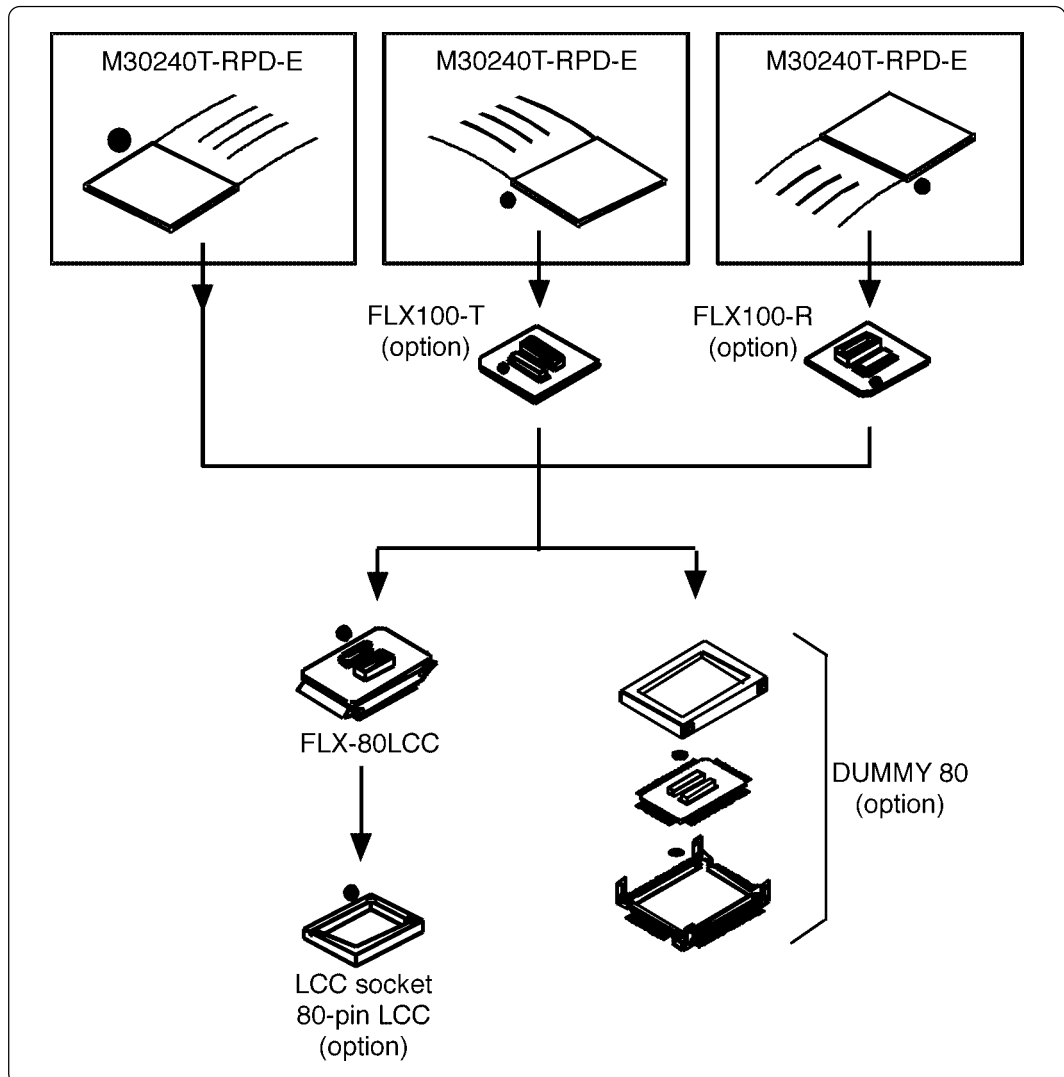 M30240T-RPD-E
M30240T-RPD-E
M30240T-RPD-E
FLX100-T
(option)
FLX100-R
(option)
FLX-80LCC
DUMMY 80
(option)
LCC socket
80-pin LCC
(option)